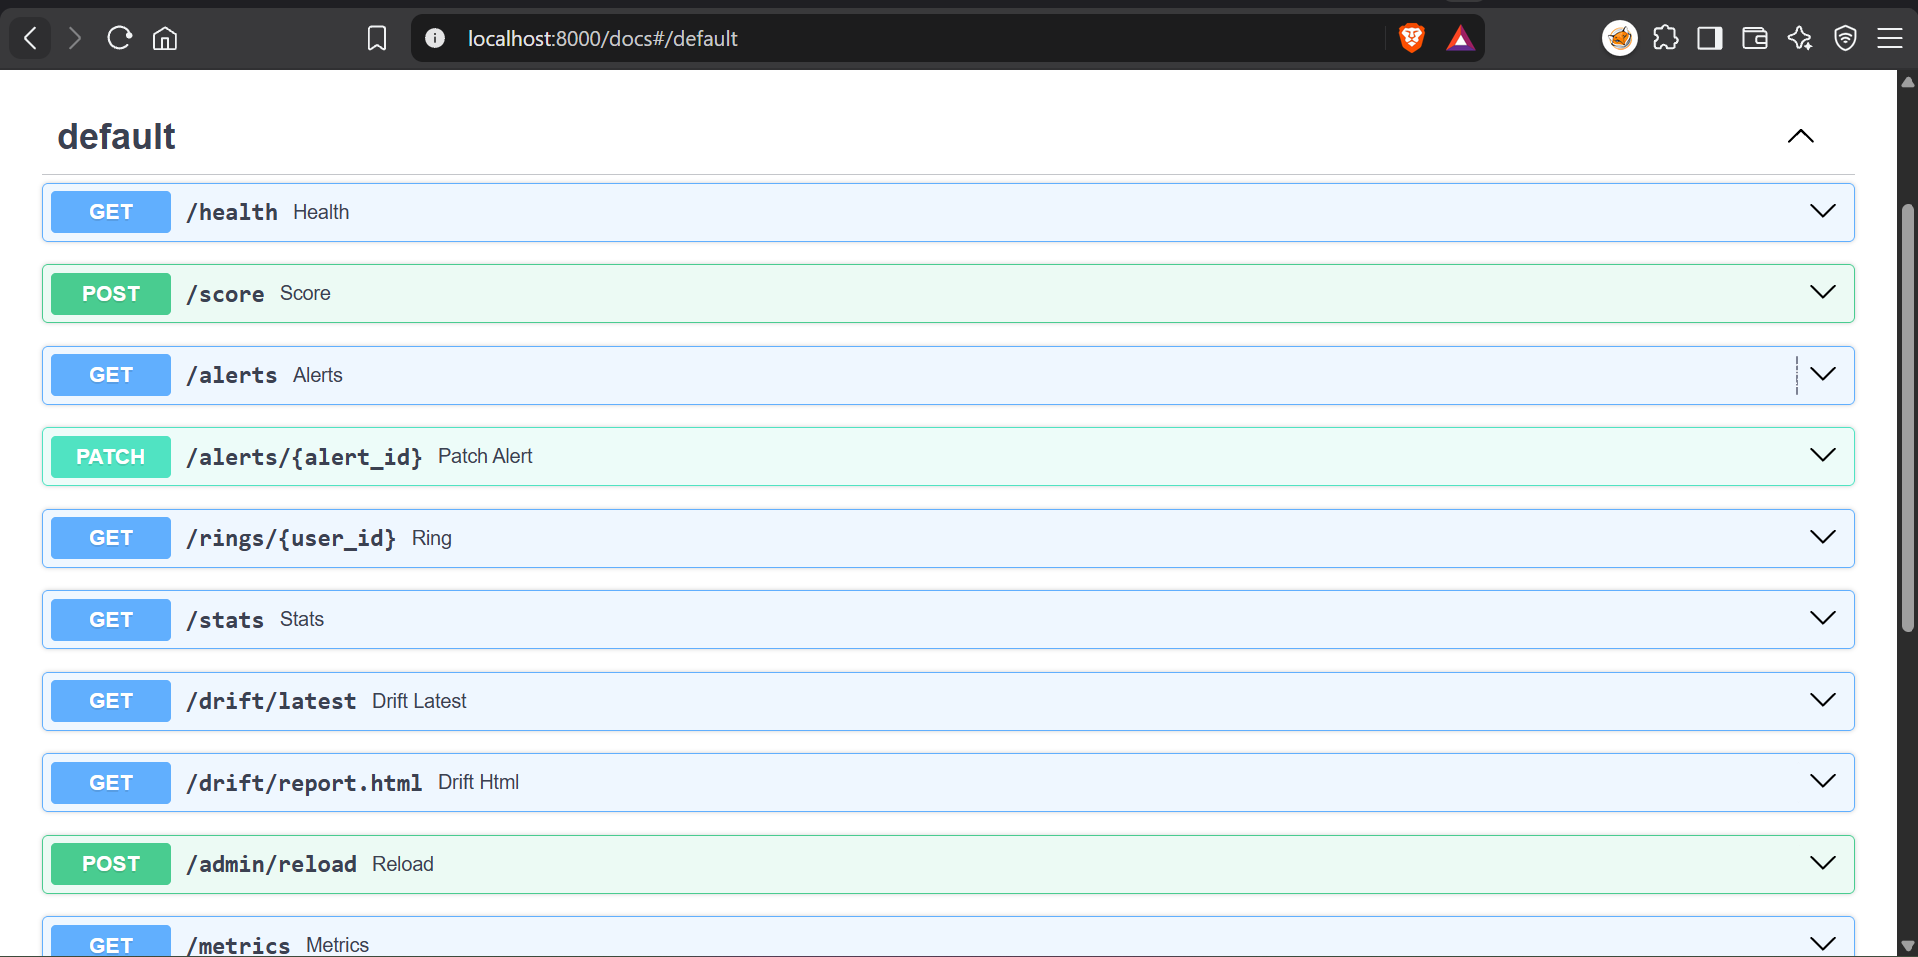 localhost:8000/docs#/default
default
GET /health Health
POST /score Score
GET /alerts Alerts
PATCH /alerts/{alert_id} Patch Alert
GET /rings/{user_id} Ring
GET /stats Stats
GET /drift/latest Drift Latest
GET /drift/report.html Drift Html
POST /admin/reload Reload
GET /metrics Metrics